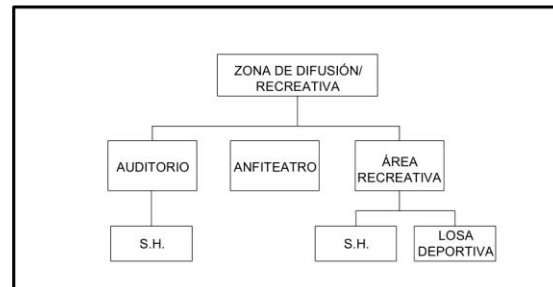 ZONA DE DIFUSIÓN/
RECREATIVA
AUDITORIO
ANFITEATRO
ÁREA
RECREATIVA
S.H.
S.H.
LOSA
DEPORTIVA